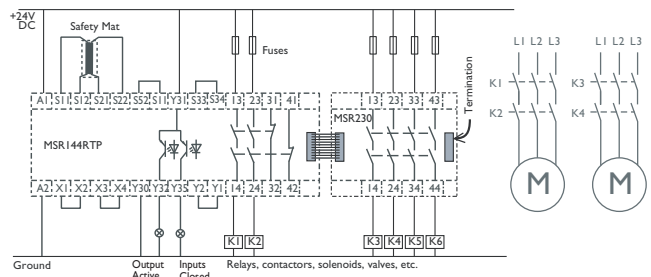 +24V
DC
Safety Mat
Fuses
A1 S11 S12 S21 S22 S52 S11 Y31 S33 S34 13 23 31 41
MSR144RTP
A2 X1 X2 X3 X4 Y30 Y32 Y35 Y2 Y1 14 24 32 42
13 23 33 43
MSR230
14 24 34 44
Termination
K1 K2
K3 K4 K5 K6
Ground
Output
Active
Inputs
Closed
Relays, contactors, solenoids, valves, etc.
L1 L2 L3
K1
K2
M
L1 L2 L3
K3
K4
M